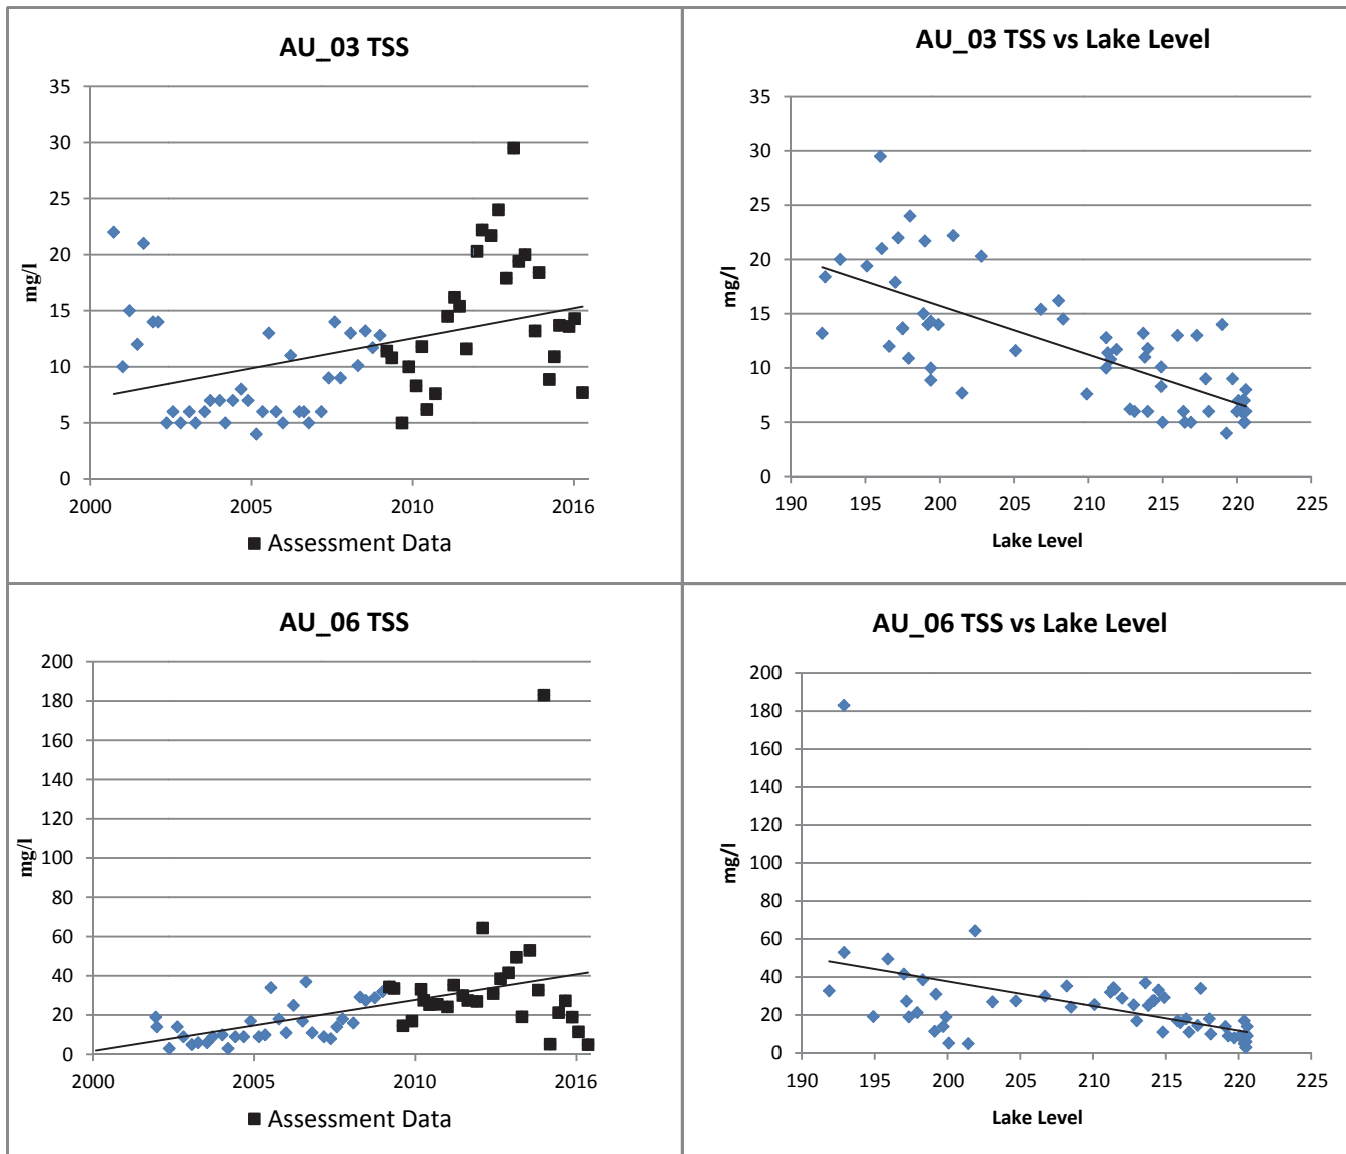 AU_03 TSS
35
30
25
20
15
10
5
0
mg/l
2000 2005 2010 2016
Assessment Data
AU_03 TSS vs Lake Level
35
30
25
20
15
10
5
0
mg/l
190 195 200 205 210 215 220 225
Lake Level
AU_06 TSS
200
180
160
140
120
100
80
60
40
20
0
mg/l
2000 2005 2010 2016
Assessment Data
AU_06 TSS vs Lake Level
200
180
160
140
120
100
80
60
40
20
0
mg/l
190 195 200 205 210 215 220 225
Lake Level